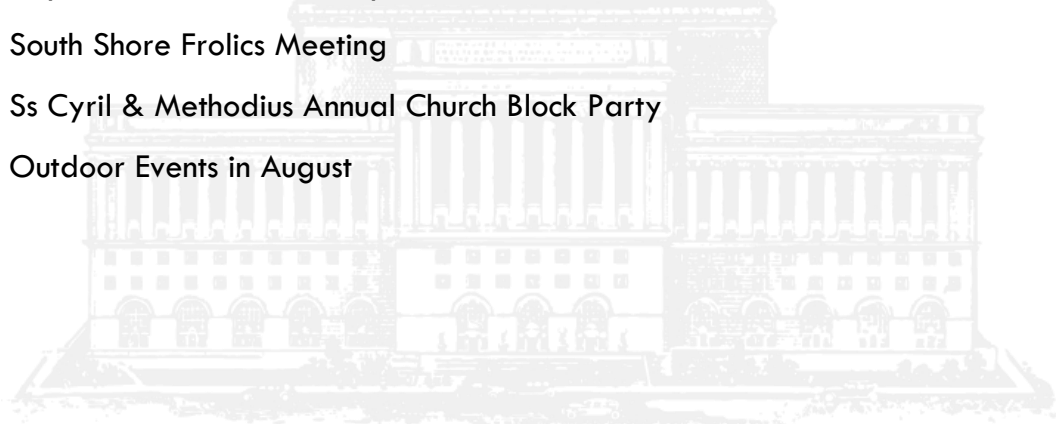 South Shore Frolics Meeting
Ss Cyril & Methodius Annual Church Block Party
Outdoor Events in August